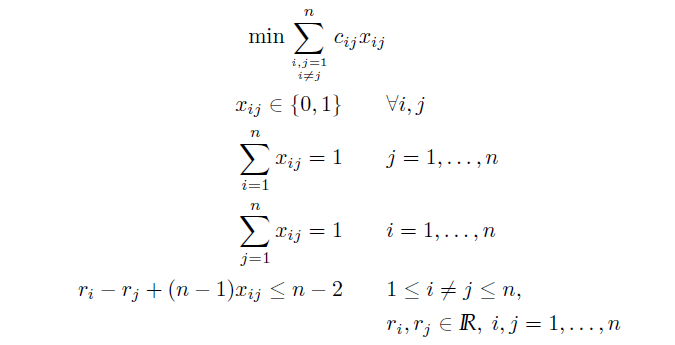 min ∑_{i,j=1, i≠j}^{n} c_{ij}x_{ij}
x_{ij} ∈ {0, 1} ∀i, j
∑_{i=1}^{n} x_{ij} = 1 j = 1, . . . , n
∑_{j=1}^{n} x_{ij} = 1 i = 1, . . . , n
r_i − r_j + (n − 1)x_{ij} ≤ n − 2 1 ≤ i ≠ j ≤ n,
r_i, r_j ∈ ℝ, i, j = 1, . . . , n